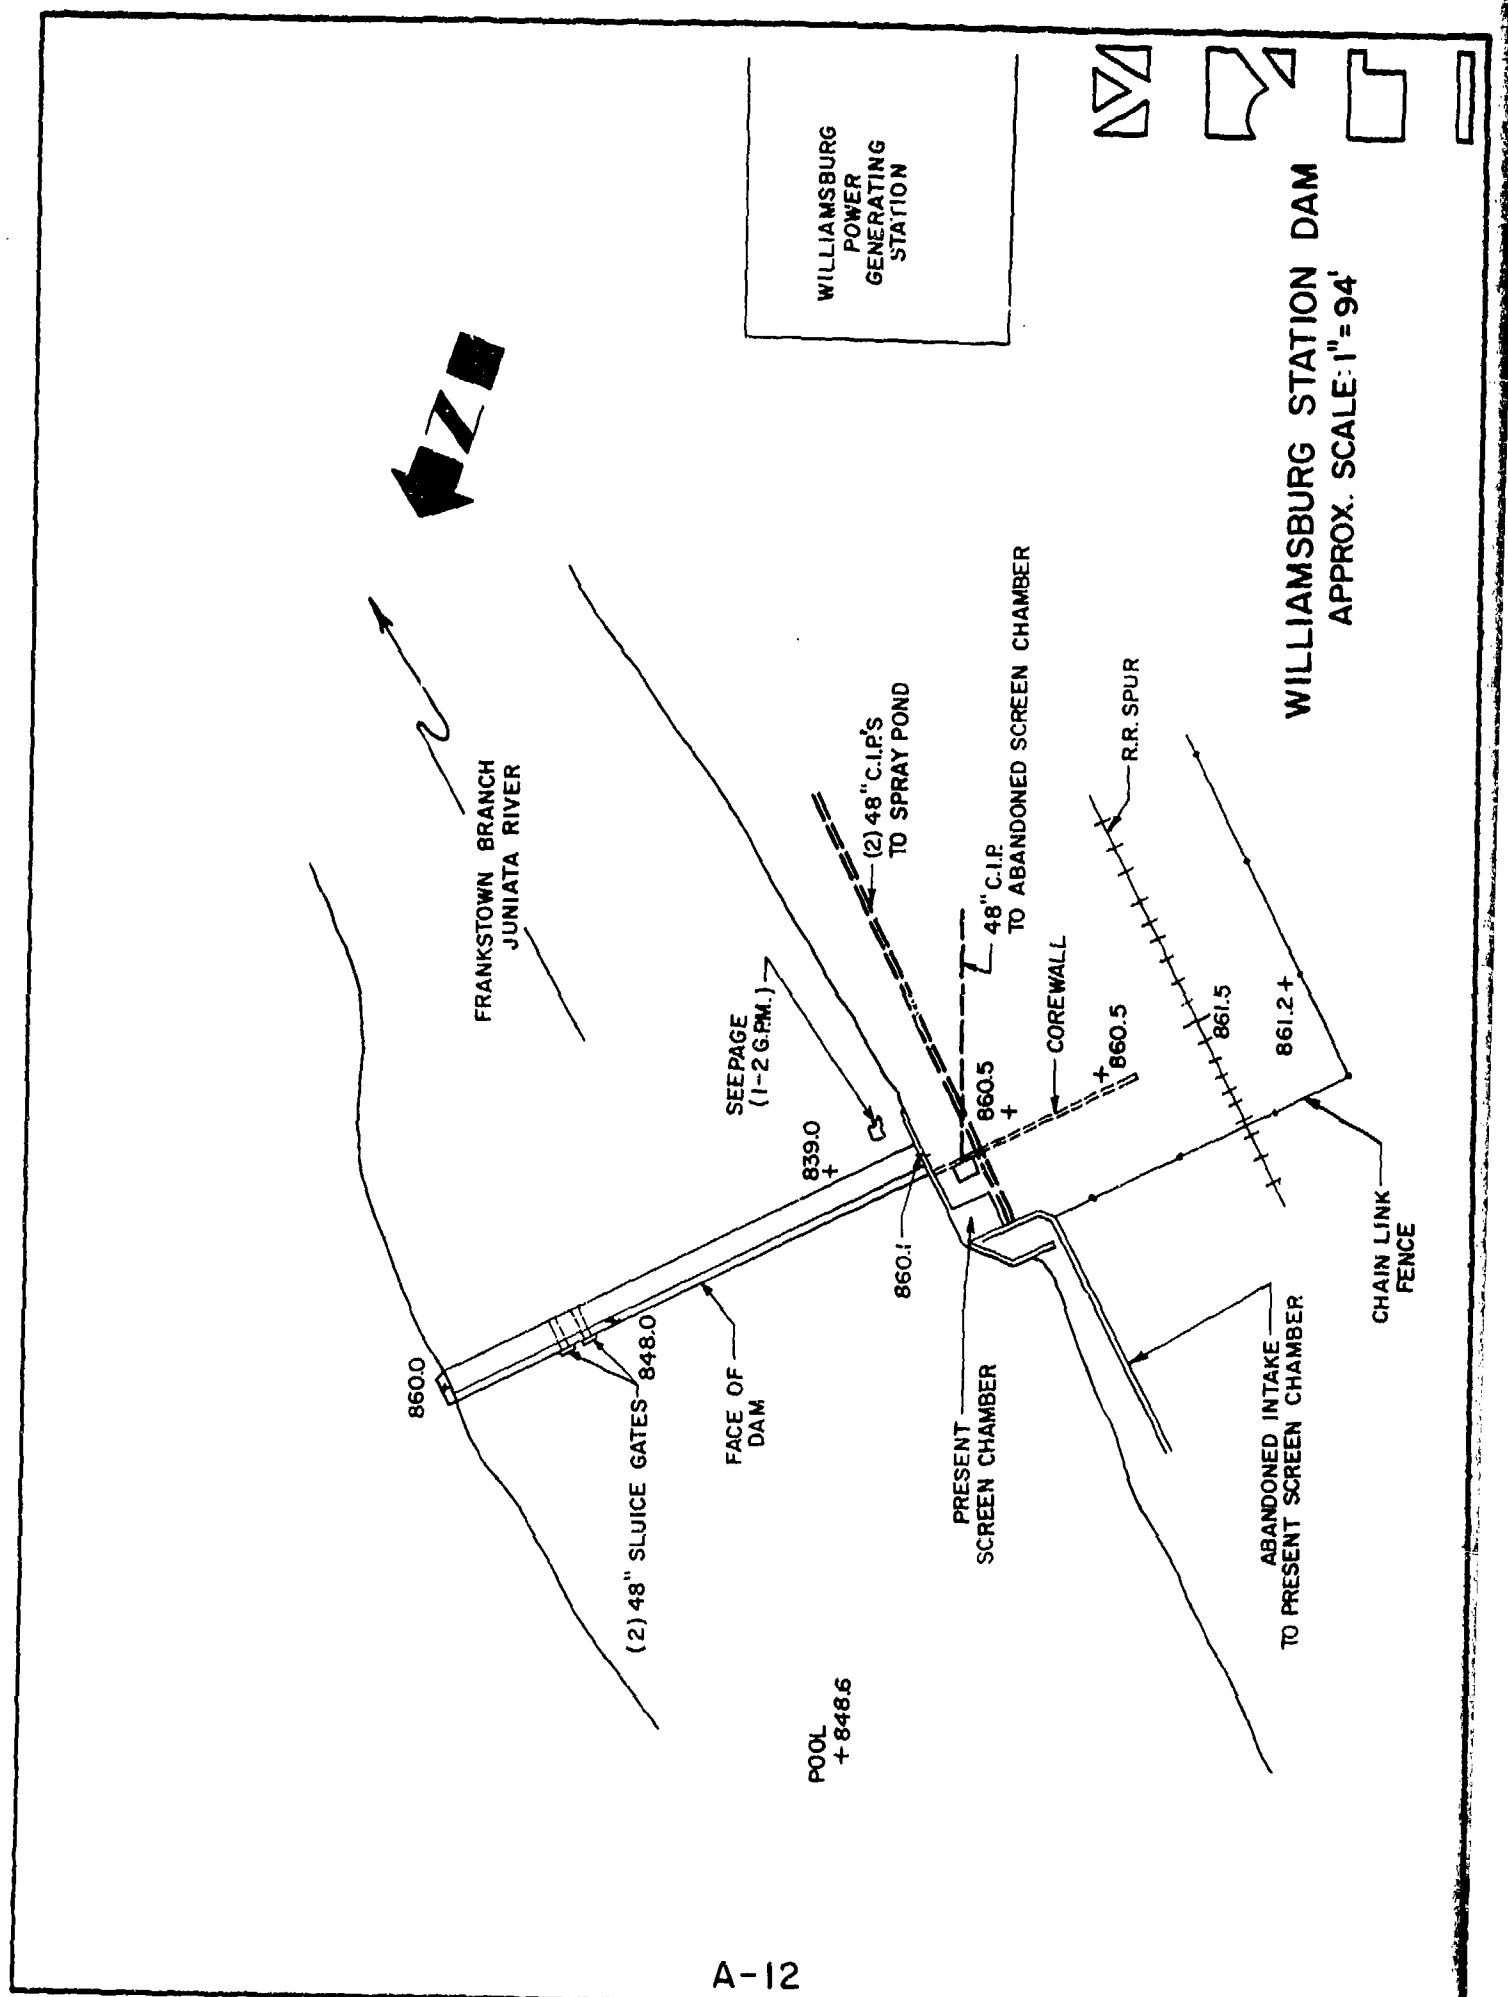 WILLIAMSBURG
POWER
GENERATING
STATION
FRANKSTOWN BRANCH
JUNIATA RIVER
(2) 48" C.I.P.'S
TO SPRAY POND
48" C.I.P.
TO ABANDONED SCREEN CHAMBER
R.R. SPUR
SEEPAGE
(1-2 G.P.M.)
COREWALL
839.0
860.5
860.5
861.5
861.2
860.0
848.0
860.1
(2) 48" SLUICE GATES
FACE OF
DAM
PRESENT
SCREEN CHAMBER
CHAIN LINK
FENCE
ABANDONED INTAKE
TO PRESENT SCREEN CHAMBER
POOL
+848.6
WILLIAMSBURG STATION DAM
APPROX. SCALE: 1" = 94'
A-12